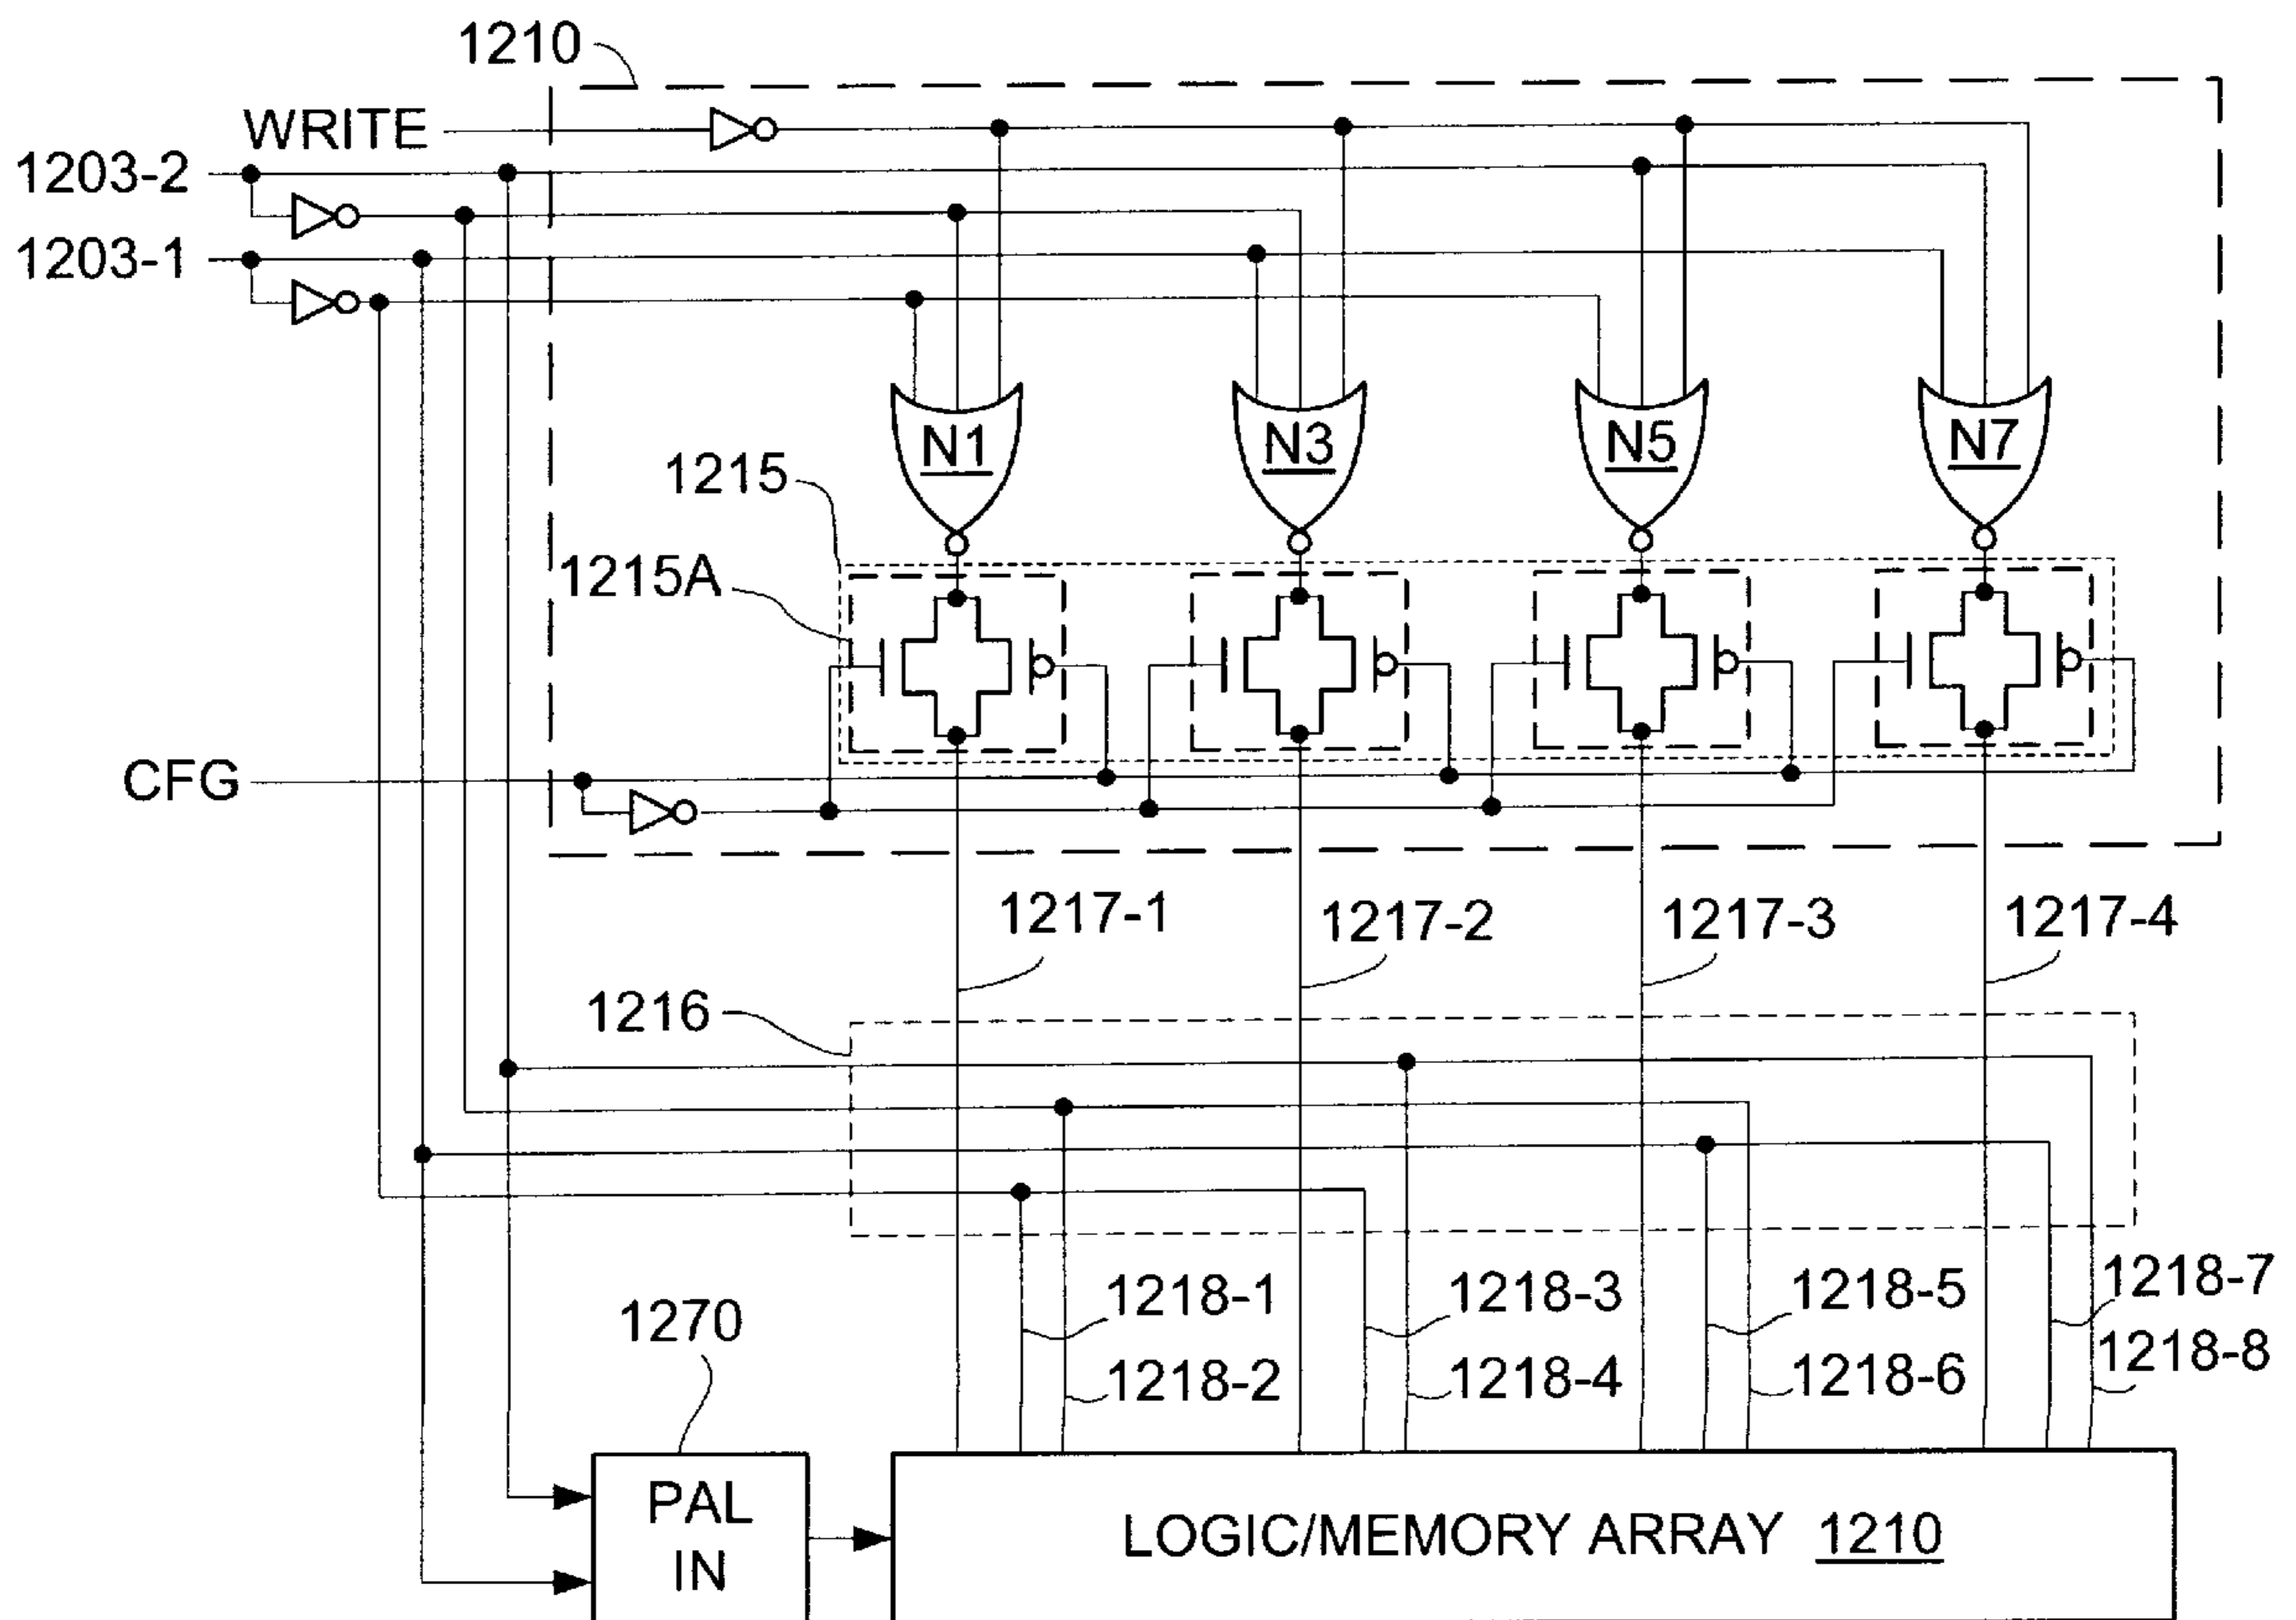 1210
WRITE
1203-2
1203-1
N1 N3 N5 N7
1215
1215A
CFG
1217-1 1217-2 1217-3 1217-4
1216
1218-1 1218-3 1218-5 1218-7
1218-2 1218-4 1218-6 1218-8
1270
PAL
IN
LOGIC/MEMORY ARRAY 1210